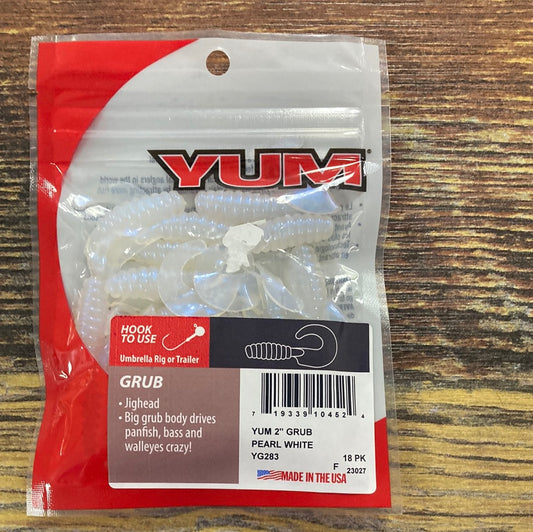 YUM
HOOK
TO USE
Umbrella Rig or Trailer
GRUB
• Jighead
• Big grub body drives
panfish, bass and
walleyes crazy!
7 19339 10452 4
YUM 2" GRUB
PEARL WHITE
YG283
18 PK
F 23027
MADE IN THE USA